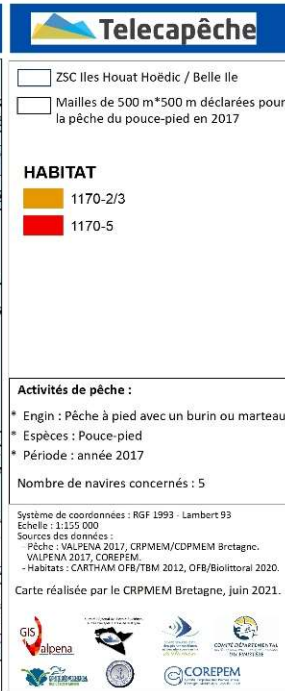 Telecapêche
ZSC Iles Houat Hoëdic / Belle Ile
Mailles de 500 m*500 m déclarées pour
la pêche du pouce-pied en 2017
HABITAT
1170-2/3
1170-5
Activités de pêche :
* Engin : Pêche à pied avec un burin ou marteau
* Espèces : Pouce-pied
* Période : année 2017
Nombre de navires concernés : 5
Système de coordonnées : RGF 1993 - Lambert 93
Echelle : 1:155 000
Sources des données :
- Pêche : VALPENA 2017, CRPMEM/CDPMEM Bretagne.
VALPENA 2017, COREPEM.
- Habitats : CARTHAM OFB/TBM 2012, OFB/Biolittoral 2020.
Carte réalisée par le CRPMEM Bretagne, juin 2021.
GIS
Valpena
COMITÉ DÉPARTEMENTAL
COREPEM